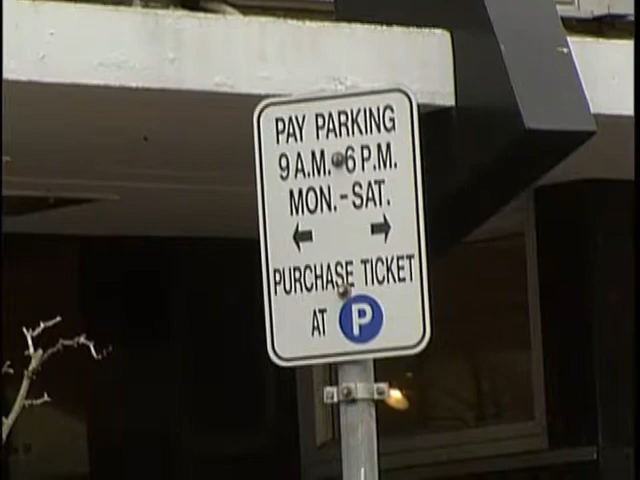 PAY PARKING
9 A.M. - 6 P.M.
MON. - SAT.
PURCHASE TICKET
AT P